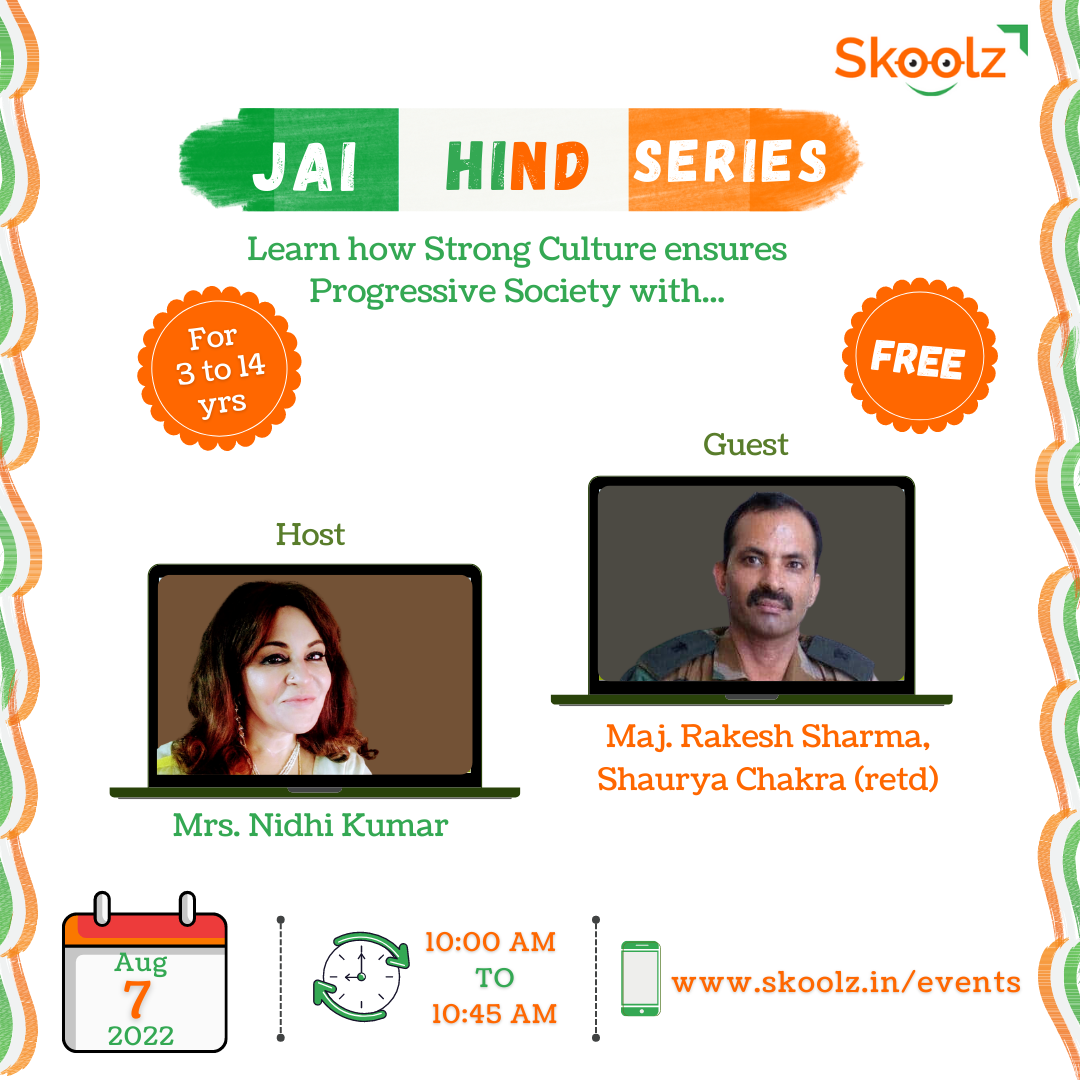 Skoolz
JAI HIND SERIES
Learn how Strong Culture ensures
Progressive Society with...
For
3 to 14
yrs
FREE
Guest
Host
Maj. Rakesh Sharma,
Shaurya Chakra (retd)
Mrs. Nidhi Kumar
Aug
7
2022
10:00 AM
TO
10:45 AM
www.skoolz.in/events